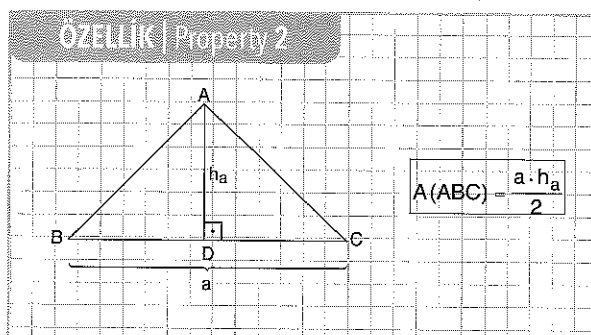 ÖZELLİK | Property 2
A
hₐ
A(ABC) = a·hₐ / 2
B
C
D
a